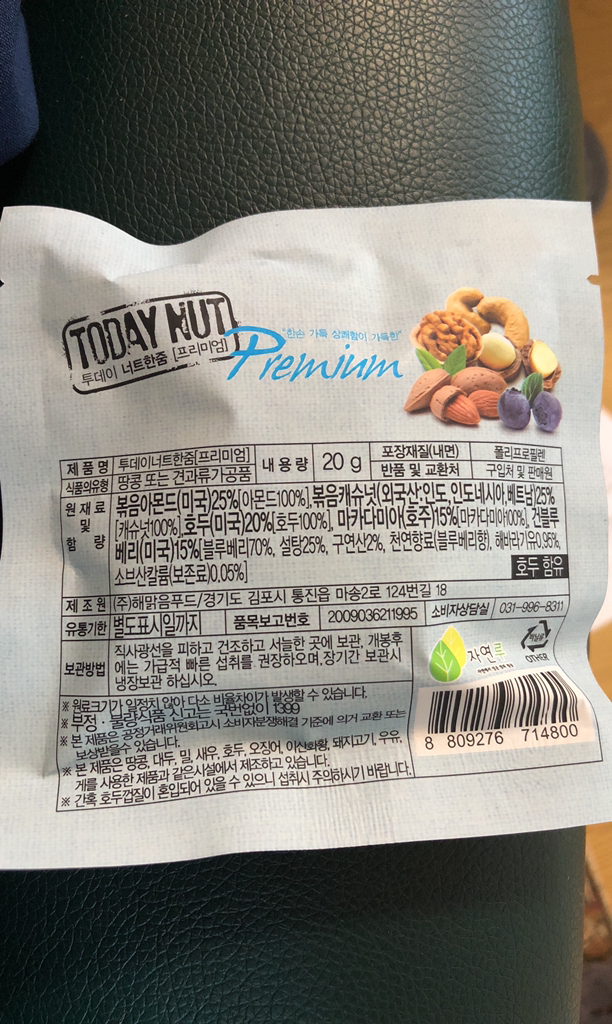 TODAY NUT
투데이 너트한줌 [프리미엄]
"한손 가득 상쾌함이 가득한"
Premium
제품명 투데이너트한줌[프리미엄] 내용량 20 g 포장재질(내면) 폴리프로필렌
식품의유형 땅콩 또는 견과류가공품 반품 및 교환처 구입처 및 판매원
원재료 및 함량 볶음아몬드(미국)25%[아몬드100%], 볶음캐슈넛(외국산:인도,인도네시아,베트남)25%
[캐슈넛100%], 호두(미국)20%[호두100%], 마카다미아(호주)15%[마카다미아100%], 건블루
베리(미국)15%[블루베리70%, 설탕25%, 구연산2%, 천연향료(블루베리향), 해바라기유0.95%,
소브산칼륨(보존료)0.05%]
호두 함유
제조원 (주)해맑음푸드/경기도 김포시 통진읍 마송2로 124번길 18
유통기한 별도표시일까지 품목보고번호 2009036211995 소비자상담실 031-996-8311
보관방법 직사광선을 피하고 건조하고 서늘한 곳에 보관, 개봉후
에는 가급적 빠른 섭취를 권장하오며,장기간 보관시
냉장보관 하십시오.
자연루
OTHER
※ 원료크기가 일정치 않아 다소 비율차이가 발생할 수 있습니다.
※ 부정·불량식품 신고는 국번없이 1399
※ 본 제품은 공정거래위원회고시 소비자분쟁해결 기준에 의거 교환 또는
보상받을수 있습니다.
※ 본 제품은 땅콩, 대두, 밀, 새우, 호두, 오징어, 아산화황, 돼지고기, 우유,
게를 사용한 제품과 같은시설에서 제조하고 있습니다.
※ 간혹 호두껍질이 혼입되어 있을 수 있으니 섭취시 주의하시기 바랍니다.
8 809276 714800